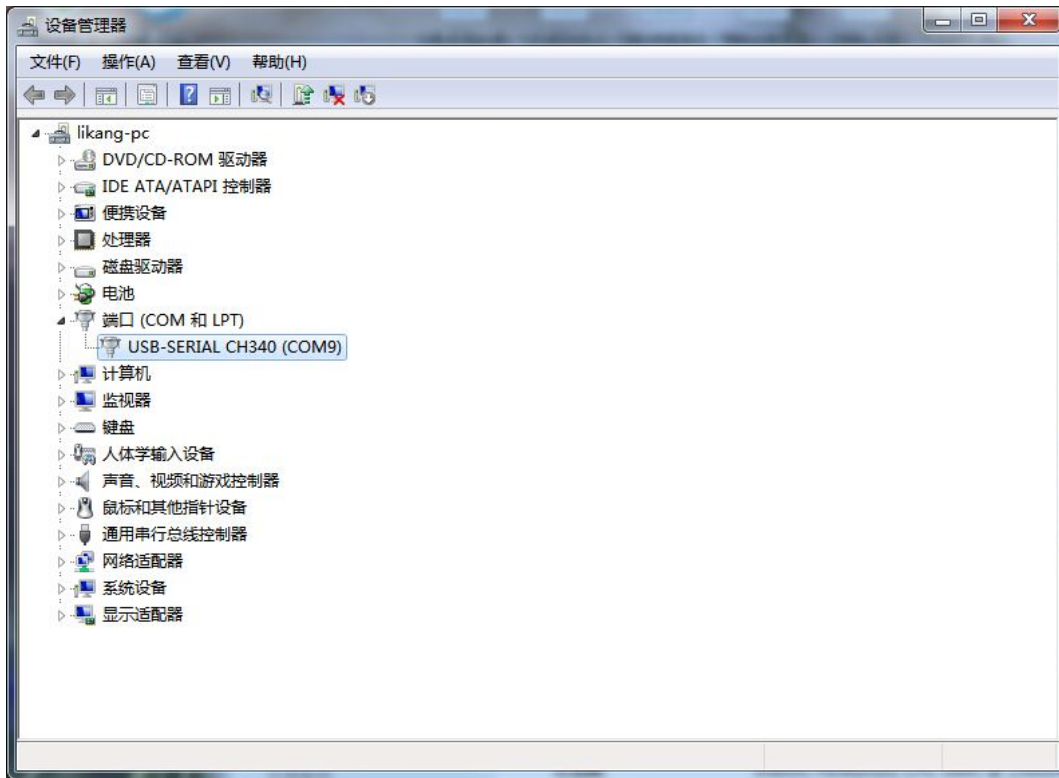 设备管理器
文件(F) 操作(A) 查看(V) 帮助(H)
likang-pc
DVD/CD-ROM 驱动器
IDE ATA/ATAPI 控制器
便携设备
处理器
磁盘驱动器
电池
端口 (COM 和 LPT)
USB-SERIAL CH340 (COM9)
计算机
监视器
键盘
人体学输入设备
声音、视频和游戏控制器
鼠标和其他指针设备
通用串行总线控制器
网络适配器
系统设备
显示适配器